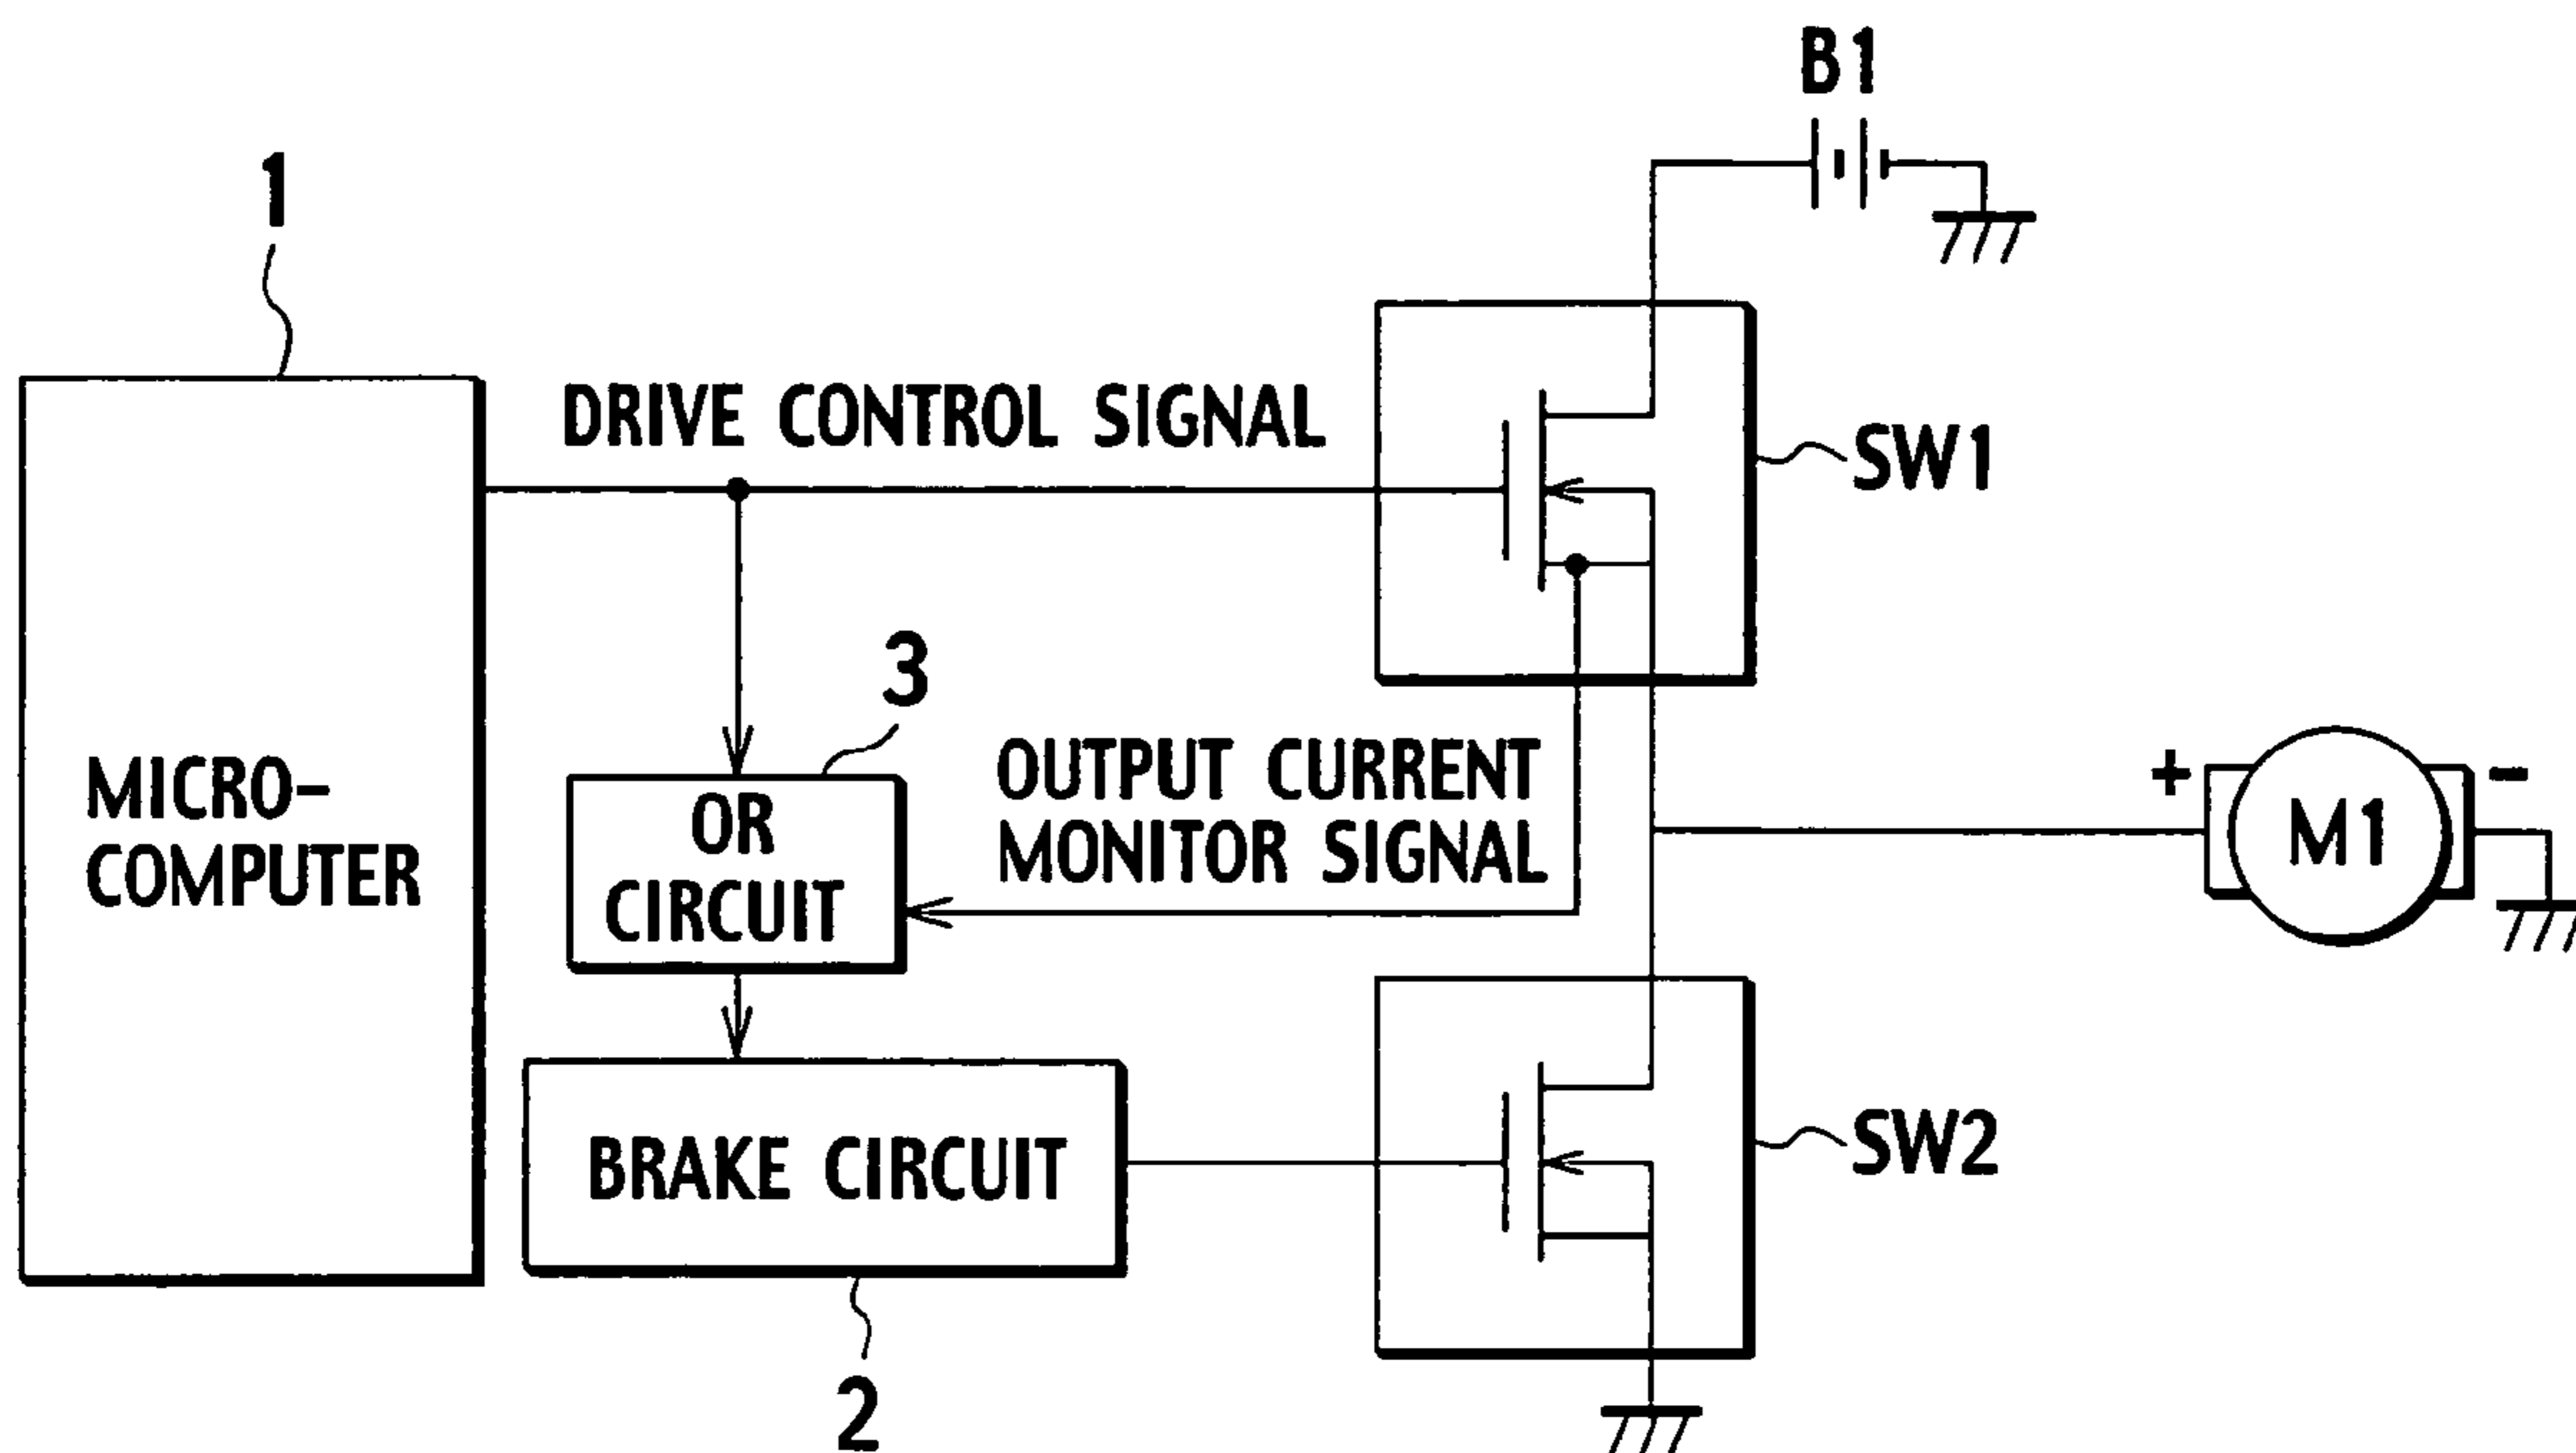 B1
1
DRIVE CONTROL SIGNAL
SW1
3
MICRO-
COMPUTER
OR
CIRCUIT
OUTPUT CURRENT
MONITOR SIGNAL
+
M1
-
BRAKE CIRCUIT
SW2
2